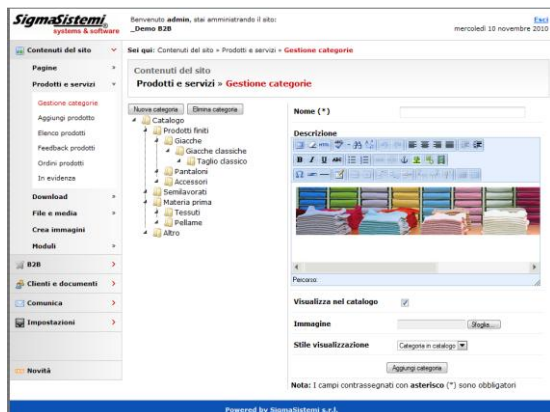 SigmaSistemi
systems & software
Benvenuto admin, stai amministrando il sito:
_Demo B2B
Esci
mercoledì 10 novembre 2010
Contenuti del sito
Pagine
Prodotti e servizi
Gestione categorie
Aggiungi prodotto
Elenco prodotti
Feedback prodotti
Ordini prodotti
In evidenza
Download
File e media
Crea immagini
Moduli
B2B
Clienti e documenti
Comunica
Impostazioni
Novità
Sei qui: Contenuti del sito » Prodotti e servizi » Gestione categorie
Contenuti del sito
Prodotti e servizi » Gestione categorie
Nuova categoria Elimina categoria
Catalogo
Prodotti finiti
Giacche
Giacche classiche
Taglio classico
Pantaloni
Accessori
Semilavorati
Materia prima
Tessuti
Pellame
Altro
Nome (*)
Descrizione
Percorso:
Visualizza nel catalogo
Immagine Sfoglia...
Stile visualizzazione Categoria in catalogo
Aggiungi categoria
Nota: I campi contrassegnati con asterisco (*) sono obbligatori
Powered by SigmaSistemi s.r.l.